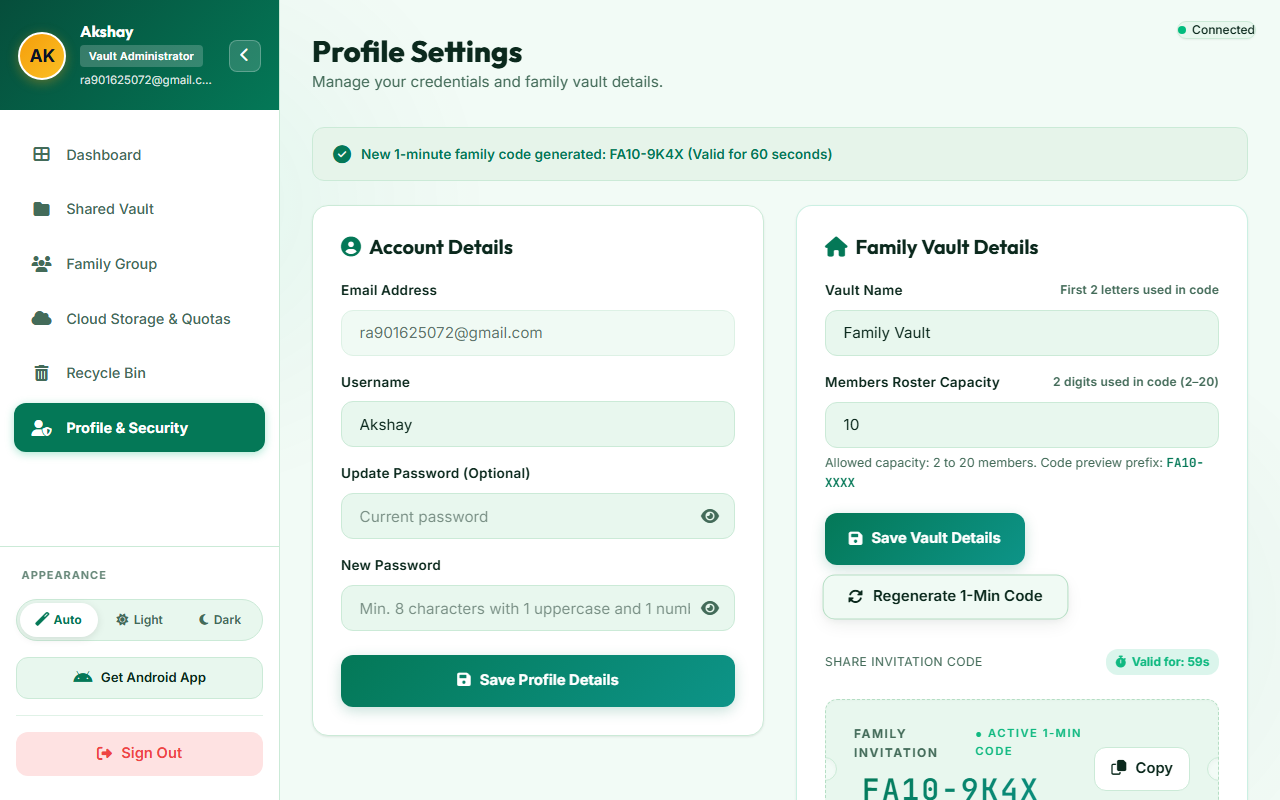 AK
Akshay
Vault Administrator
ra901625072@gmail.c...
Dashboard
Shared Vault
Family Group
Cloud Storage & Quotas
Recycle Bin
Profile & Security
APPEARANCE
Auto
Light
Dark
Get Android App
Sign Out
Connected
Profile Settings
Manage your credentials and family vault details.
New 1-minute family code generated: FA10-9K4X (Valid for 60 seconds)
Account Details
Email Address
ra901625072@gmail.com
Username
Akshay
Update Password (Optional)
Current password
New Password
Min. 8 characters with 1 uppercase and 1 numl
Save Profile Details
Family Vault Details
Vault Name
First 2 letters used in code
Family Vault
Members Roster Capacity
2 digits used in code (2–20)
10
Allowed capacity: 2 to 20 members. Code preview prefix: FA10-
XXXX
Save Vault Details
Regenerate 1-Min Code
SHARE INVITATION CODE
Valid for: 59s
FAMILY
INVITATION
● ACTIVE 1-MIN
CODE
FA10-9K4X
Copy